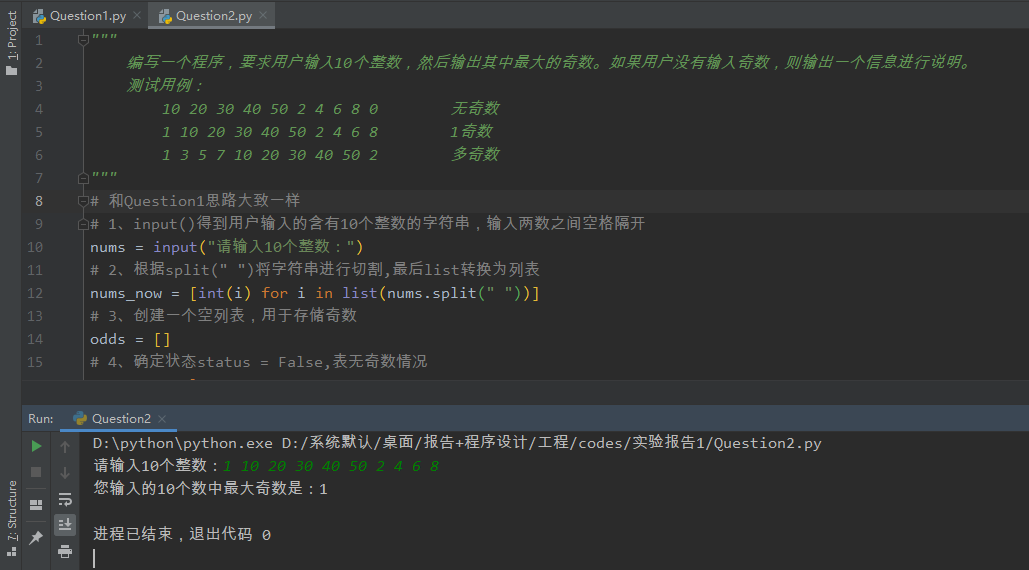 Question1.py
Question2.py
1: Project
1 """
2 编写一个程序，要求用户输入10个整数，然后输出其中最大的奇数。如果用户没有输入奇数，则输出一个信息进行说明。
3 测试用例：
4 10 20 30 40 50 2 4 6 8 0 无奇数
5 1 10 20 30 40 50 2 4 6 8 1奇数
6 1 3 5 7 10 20 30 40 50 2 多奇数
7 """
8 # 和Question1思路大致一样
9 # 1、input()得到用户输入的含有10个整数的字符串，输入两数之间空格隔开
10 nums = input("请输入10个整数：")
11 # 2、根据split(" ")将字符串进行切割,最后list转换为列表
12 nums_now = [int(i) for i in list(nums.split(" "))]
13 # 3、创建一个空列表，用于存储奇数
14 odds = []
15 # 4、确定状态status = False,表无奇数情况
Run: Question2
D:\python\python.exe D:/系统默认/桌面/报告+程序设计/工程/codes/实验报告1/Question2.py
请输入10个整数：1 10 20 30 40 50 2 4 6 8
您输入的10个数中最大奇数是：1
进程已结束，退出代码 0
7: Structure